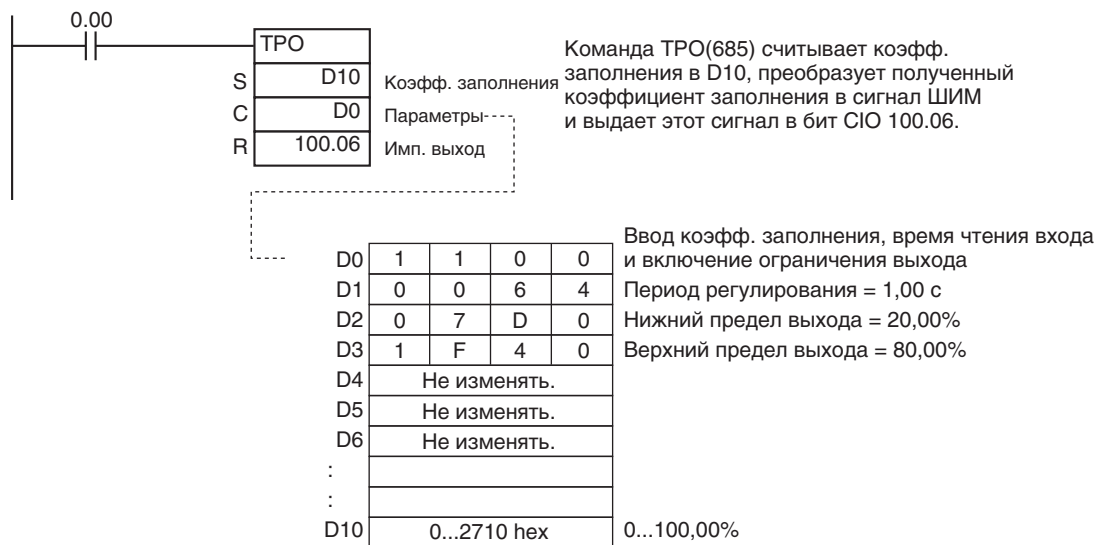 0.00
TPO
S D10 Коэфф. заполнения
C D0 Параметры
R 100.06 Имп. выход
Команда TPO(685) считывает коэфф.
заполнения в D10, преобразует полученный
коэффициент заполнения в сигнал ШИМ
и выдает этот сигнал в бит CIO 100.06.
Ввод коэфф. заполнения, время чтения входа
D0 1 1 0 0 и включение ограничения выхода
D1 0 0 6 4 Период регулирования = 1,00 с
D2 0 7 D 0 Нижний предел выхода = 20,00%
D3 1 F 4 0 Верхний предел выхода = 80,00%
D4 Не изменять.
D5 Не изменять.
D6 Не изменять.
:
:
D10 0...2710 hex 0...100,00%